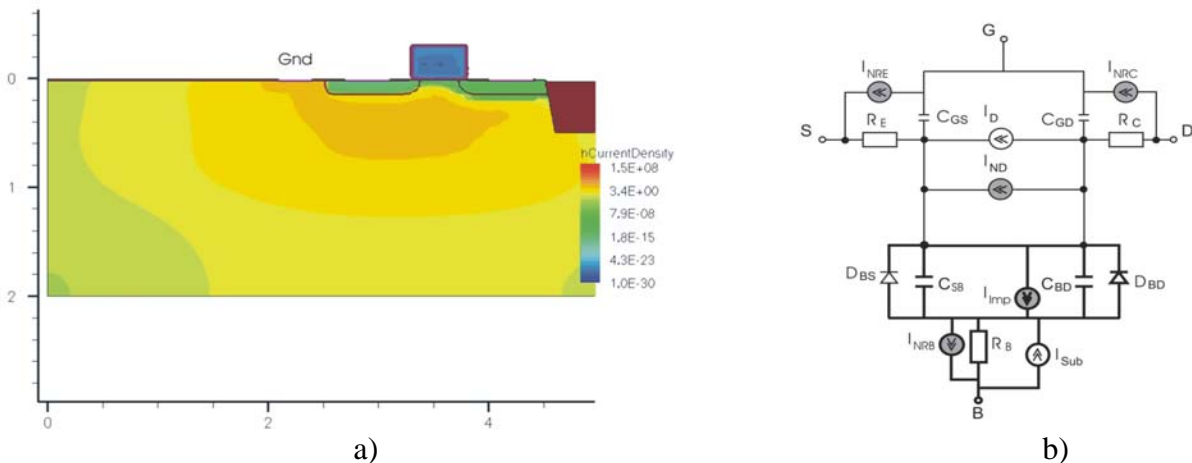 Gnd
0
1
2
0
2
4
hCurrentDensity
1.5E+08
3.4E+00
7.9E-08
1.8E-15
4.3E-23
1.0E-30
a)
G
I_NRE
I_NRC
S
R_E
C_GS
I_D
C_GD
R_C
D
I_ND
D_BS
C_SB
I_Imp
C_BD
D_BD
I_NRB
R_B
I_Sub
B
b)